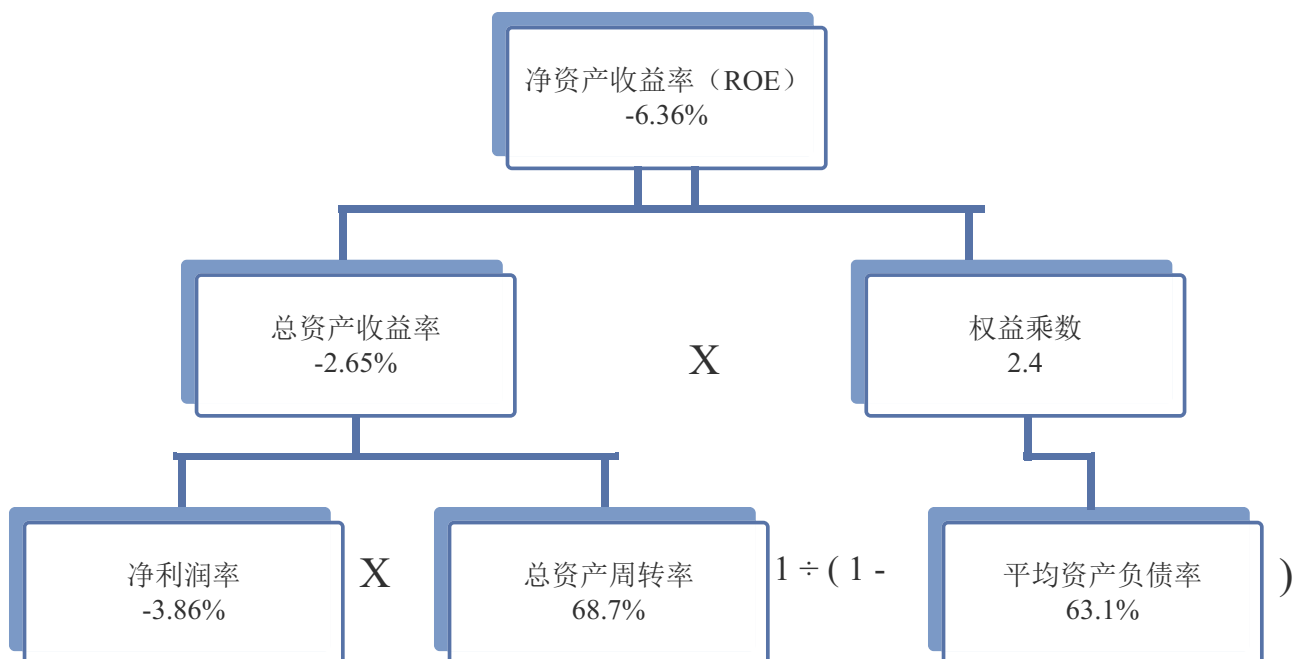 净资产收益率（ROE）
-6.36%
总资产收益率
-2.65%
X
权益乘数
2.4
净利润率
-3.86%
X
总资产周转率
68.7%
1 ÷ ( 1 -
平均资产负债率
63.1%
)